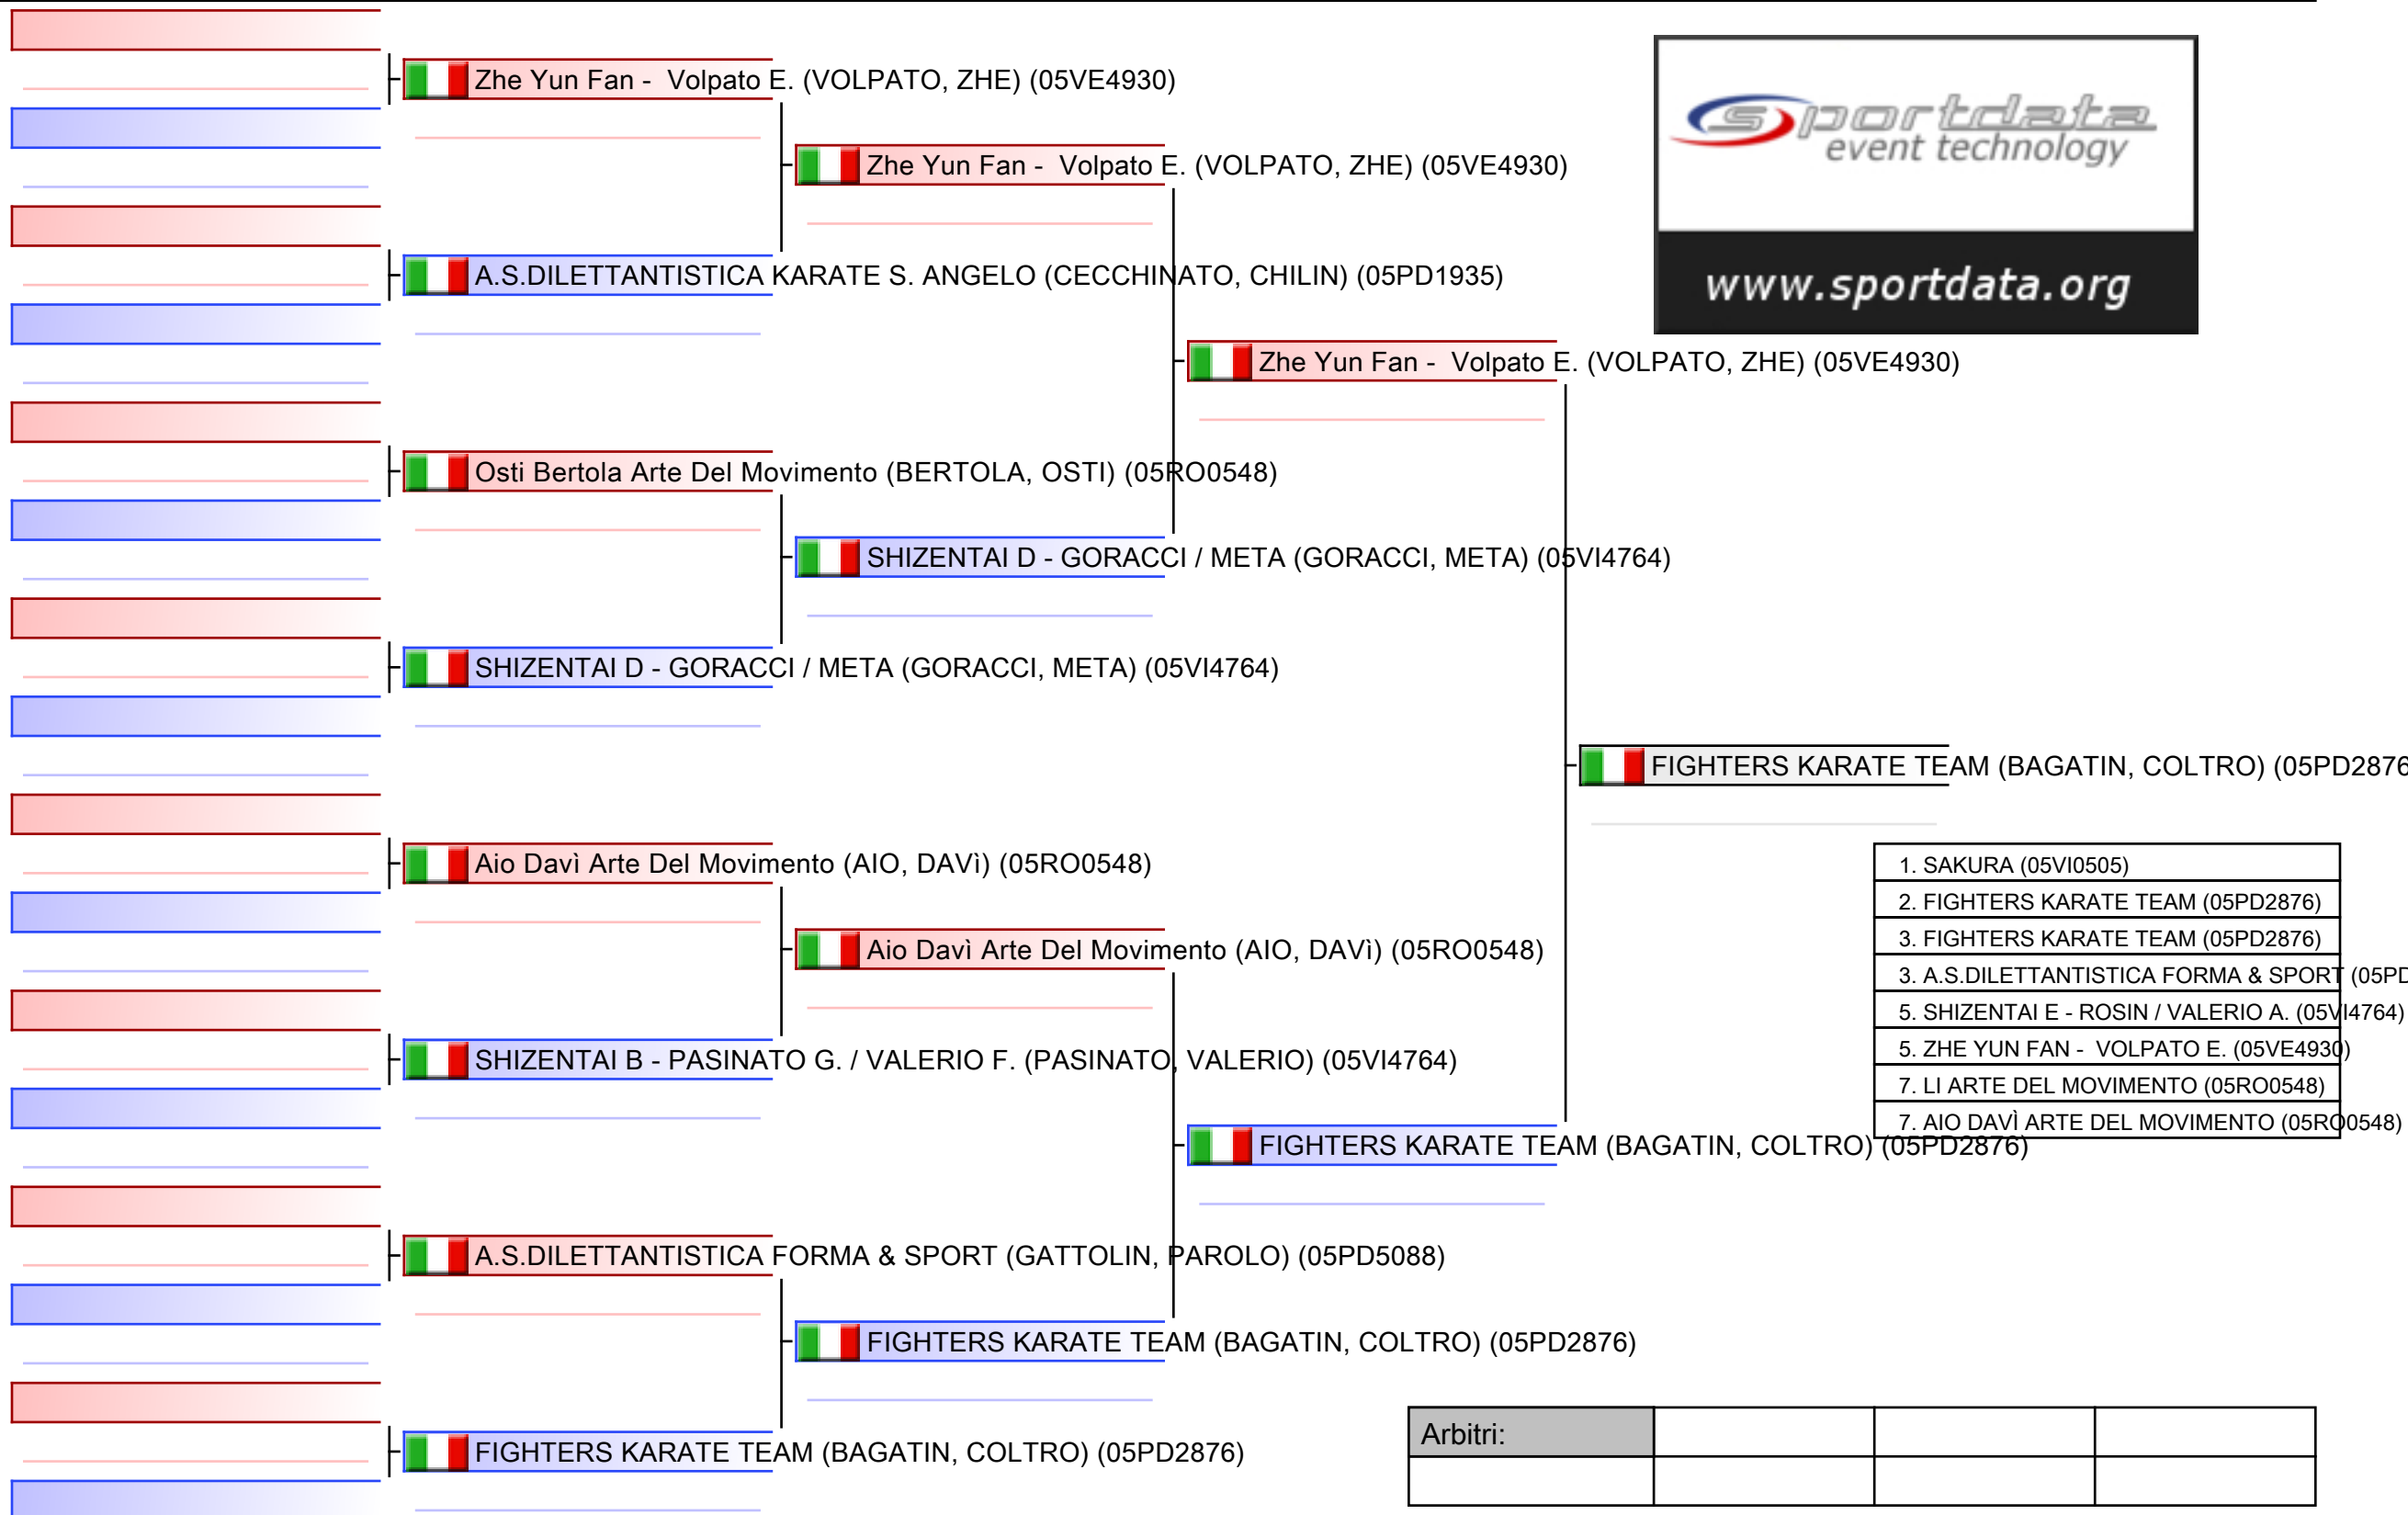 Zhe Yun Fan - Volpato E. (VOLPATO, ZHE) (05VE4930)
A.S.DILETTANTISTICA KARATE S. ANGELO (CECCHINATO, CHILIN) (05PD1935)
Osti Bertola Arte Del Movimento (BERTOLA, OSTI) (05RO0548)
SHIZENTAI D - GORACCI / META (GORACCI, META) (05VI4764)
Aio Davì Arte Del Movimento (AIO, DAVì) (05RO0548)
SHIZENTAI B - PASINATO G. / VALERIO F. (PASINATO, VALERIO) (05VI4764)
A.S.DILETTANTISTICA FORMA & SPORT (GATTOLIN, PAROLO) (05PD5088)
FIGHTERS KARATE TEAM (BAGATIN, COLTRO) (05PD2876)
Zhe Yun Fan - Volpato E. (VOLPATO, ZHE) (05VE4930)
SHIZENTAI D - GORACCI / META (GORACCI, META) (05VI4764)
Aio Davì Arte Del Movimento (AIO, DAVì) (05RO0548)
FIGHTERS KARATE TEAM (BAGATIN, COLTRO) (05PD2876)
Zhe Yun Fan - Volpato E. (VOLPATO, ZHE) (05VE4930)
FIGHTERS KARATE TEAM (BAGATIN, COLTRO) (05PD2876)
FIGHTERS KARATE TEAM (BAGATIN, COLTRO) (05PD2876
sportdata
event technology
www.sportdata.org
1. SAKURA (05VI0505)
2. FIGHTERS KARATE TEAM (05PD2876)
3. FIGHTERS KARATE TEAM (05PD2876)
3. A.S.DILETTANTISTICA FORMA & SPORT (05PD
5. SHIZENTAI E - ROSIN / VALERIO A. (05VI4764)
5. ZHE YUN FAN - VOLPATO E. (05VE4930)
7. LI ARTE DEL MOVIMENTO (05RO0548)
7. AIO DAVÌ ARTE DEL MOVIMENTO (05RO0548)
Arbitri: